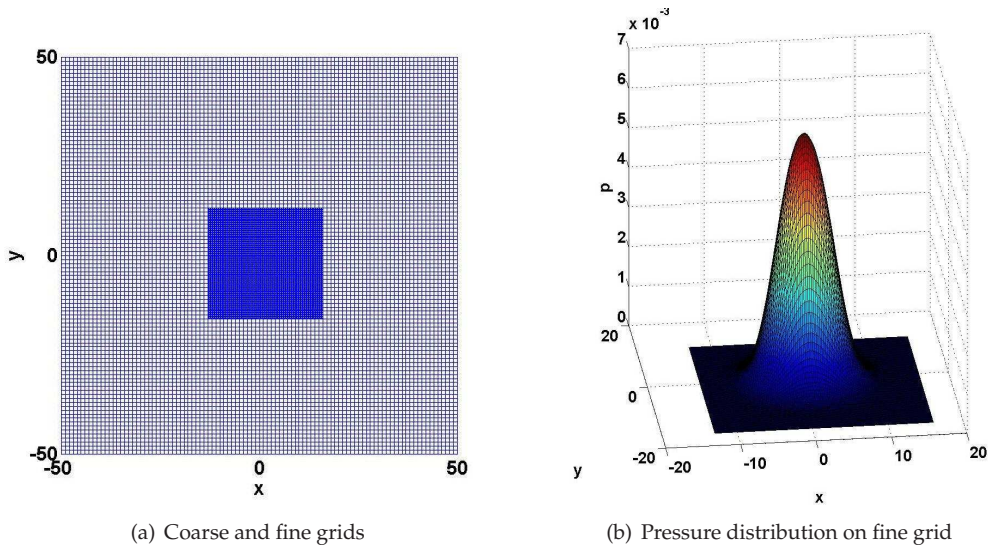 50
y
0
-50
-50
0
50
x
(a) Coarse and fine grids
x 10⁻³
7
6
5
4
p
3
2
1
0
20
0
-20
y
-20
-10
0
10
20
x
(b) Pressure distribution on fine grid